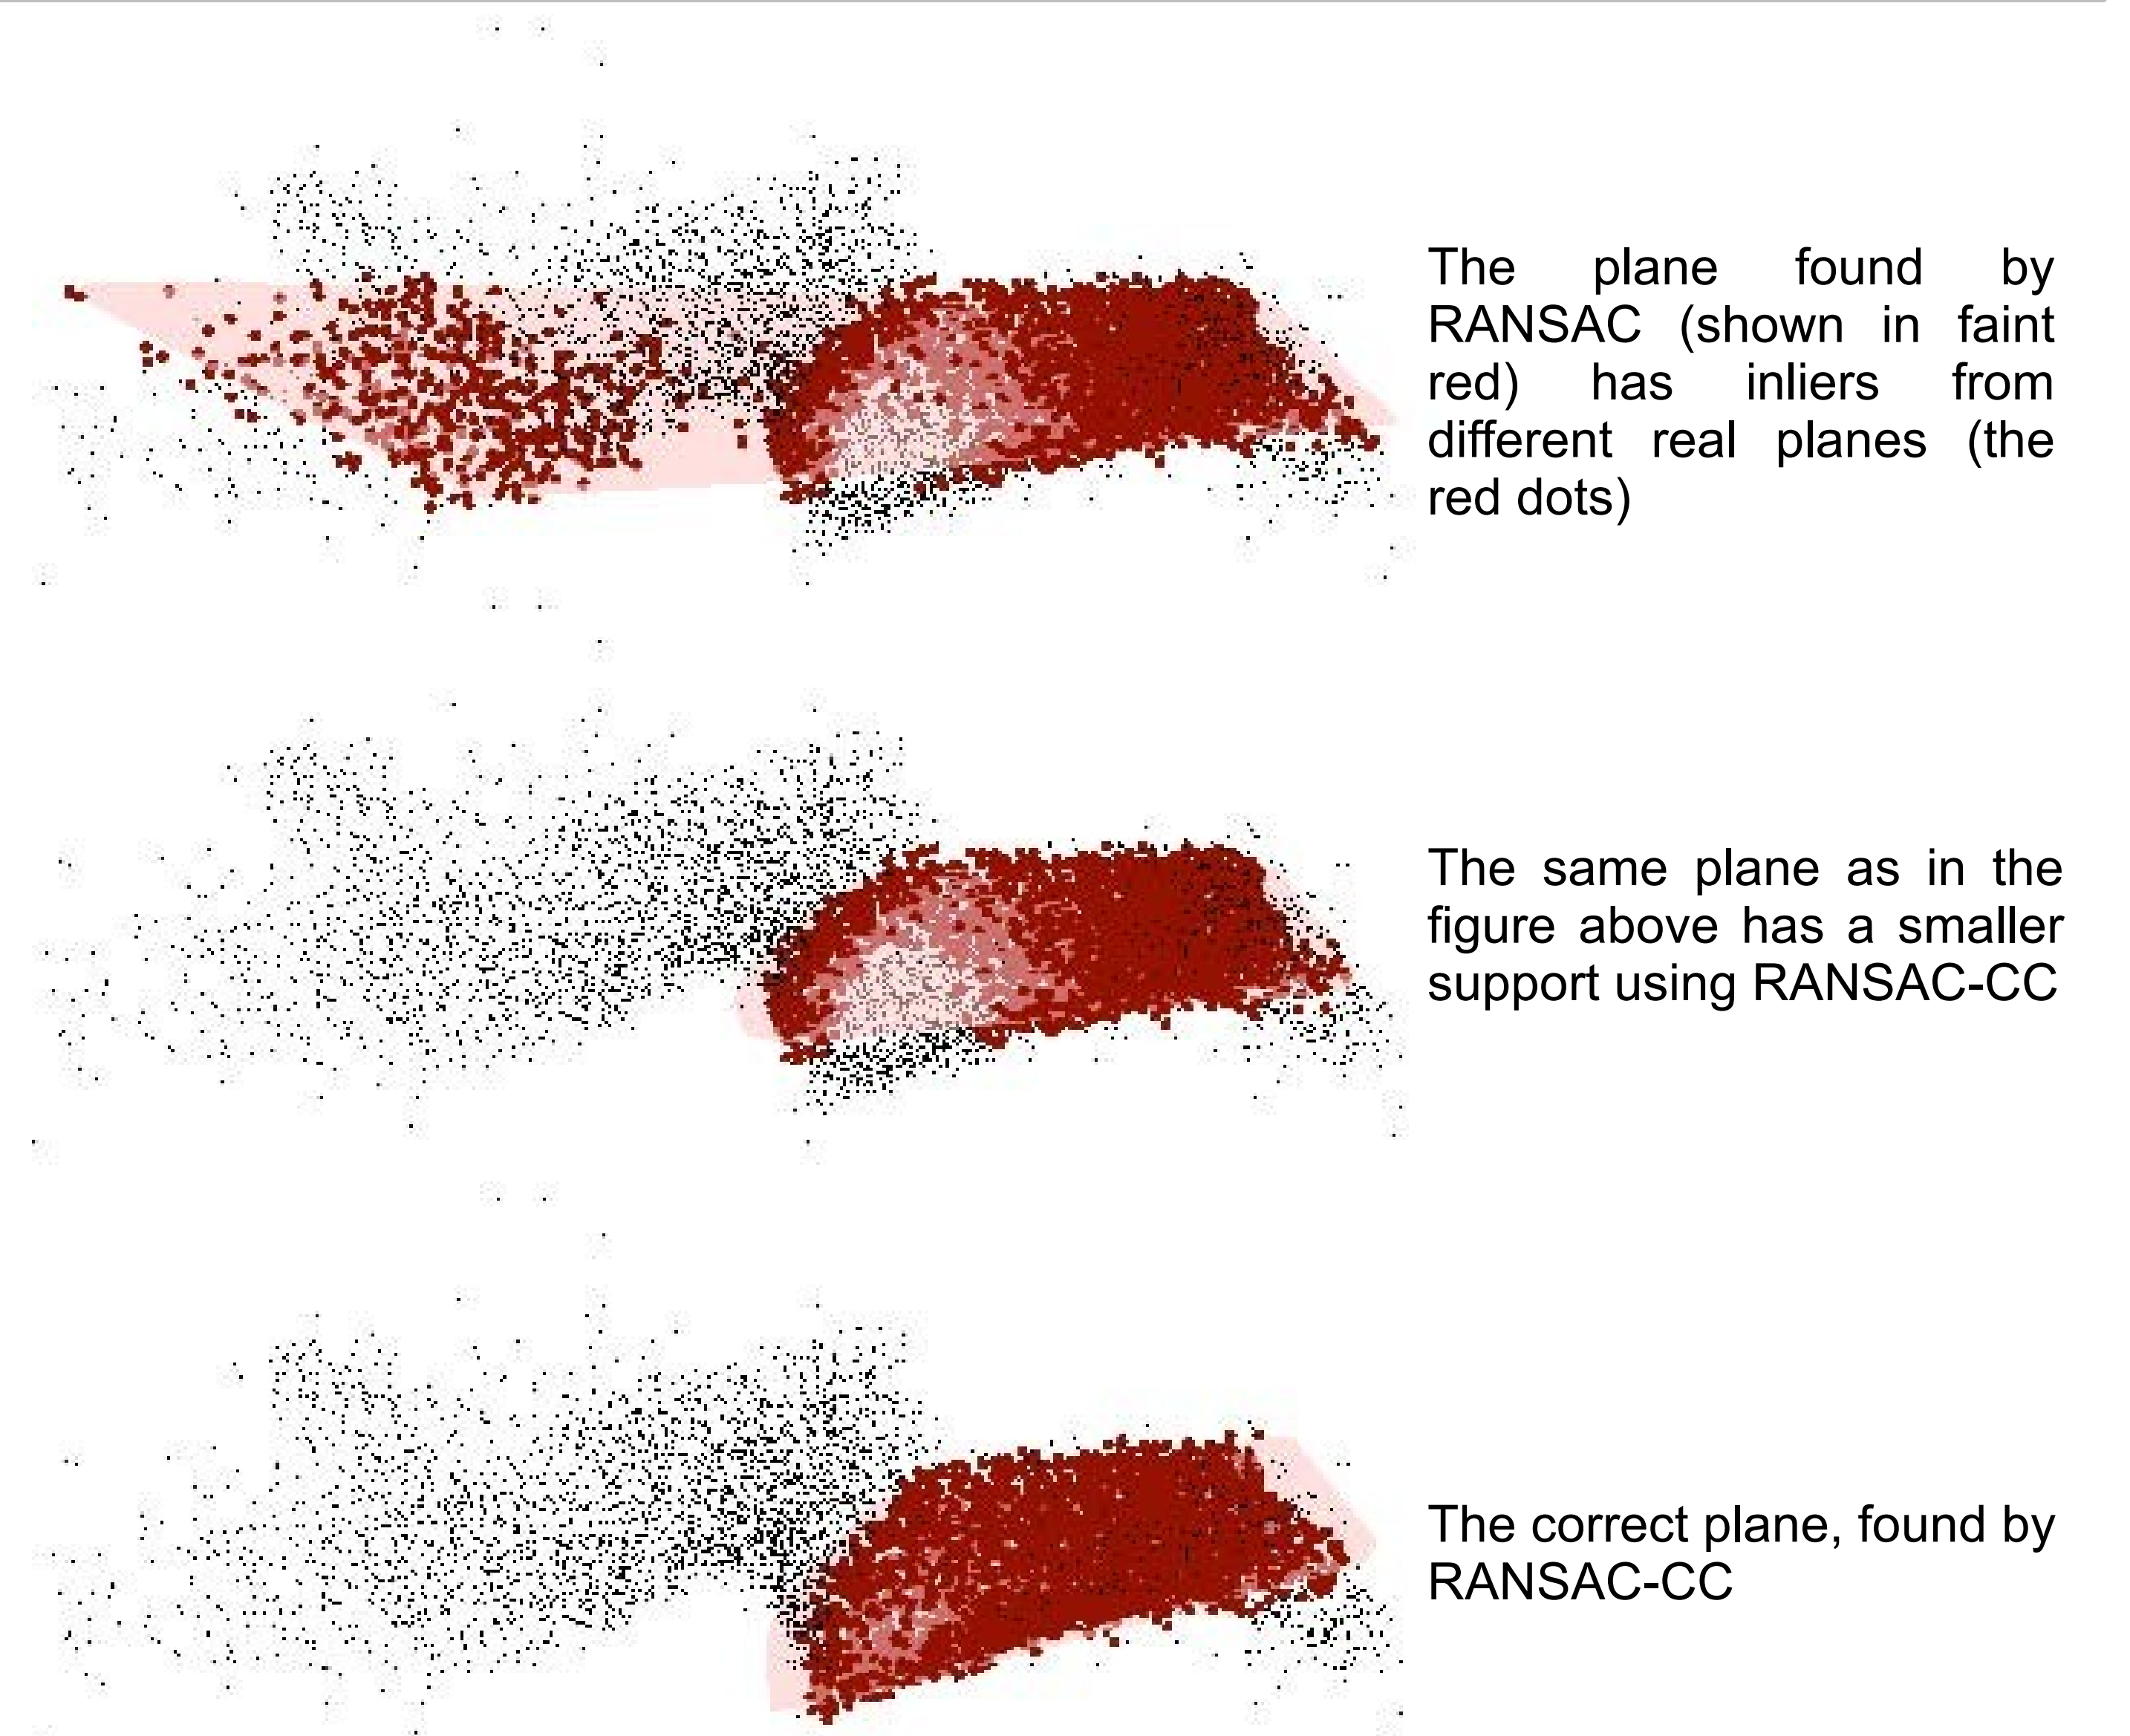 The plane found by
RANSAC (shown in faint
red) has inliers from
different real planes (the
red dots)
The same plane as in the
figure above has a smaller
support using RANSAC-CC
The correct plane, found by
RANSAC-CC